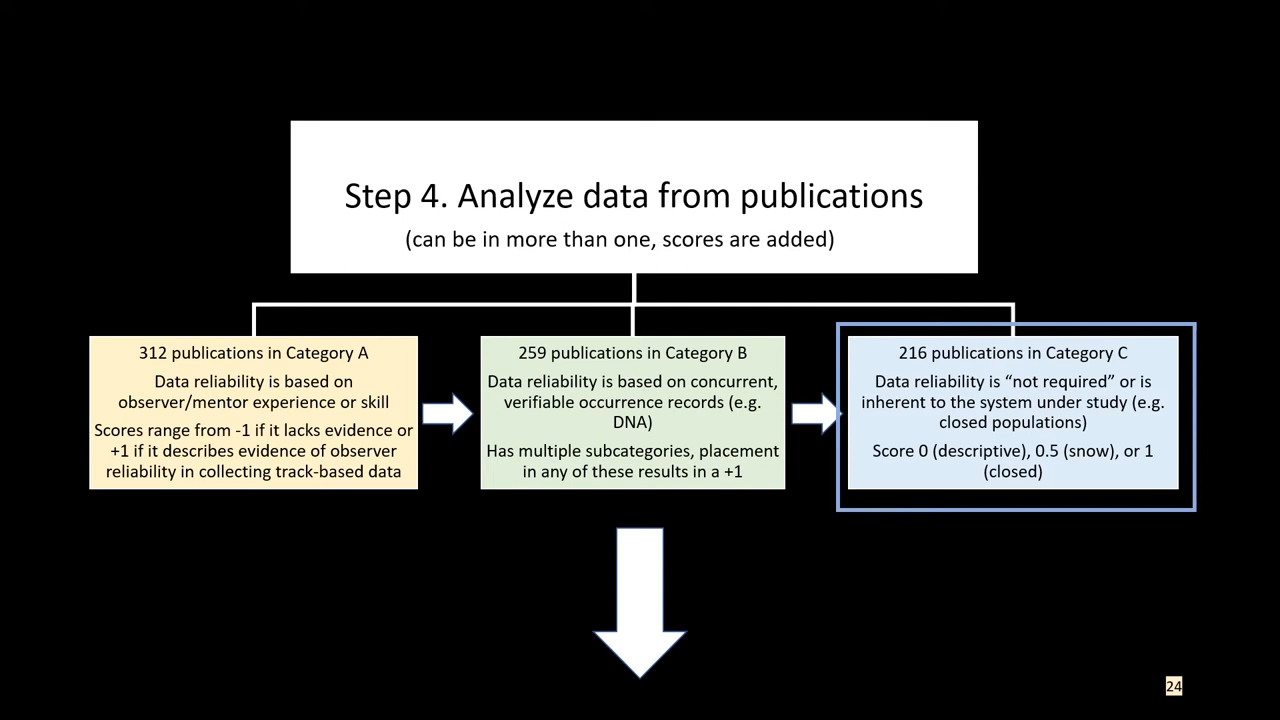 Step 4. Analyze data from publications
(can be in more than one, scores are added)
312 publications in Category A
Data reliability is based on
observer/mentor experience or skill
Scores range from -1 if it lacks evidence or
+1 if it describes evidence of observer
reliability in collecting track-based data
259 publications in Category B
Data reliability is based on concurrent,
verifiable occurrence records (e.g.
DNA)
Has multiple subcategories, placement
in any of these results in a +1
216 publications in Category C
Data reliability is “not required” or is
inherent to the system under study (e.g.
closed populations)
Score 0 (descriptive), 0.5 (snow), or 1
(closed)
24